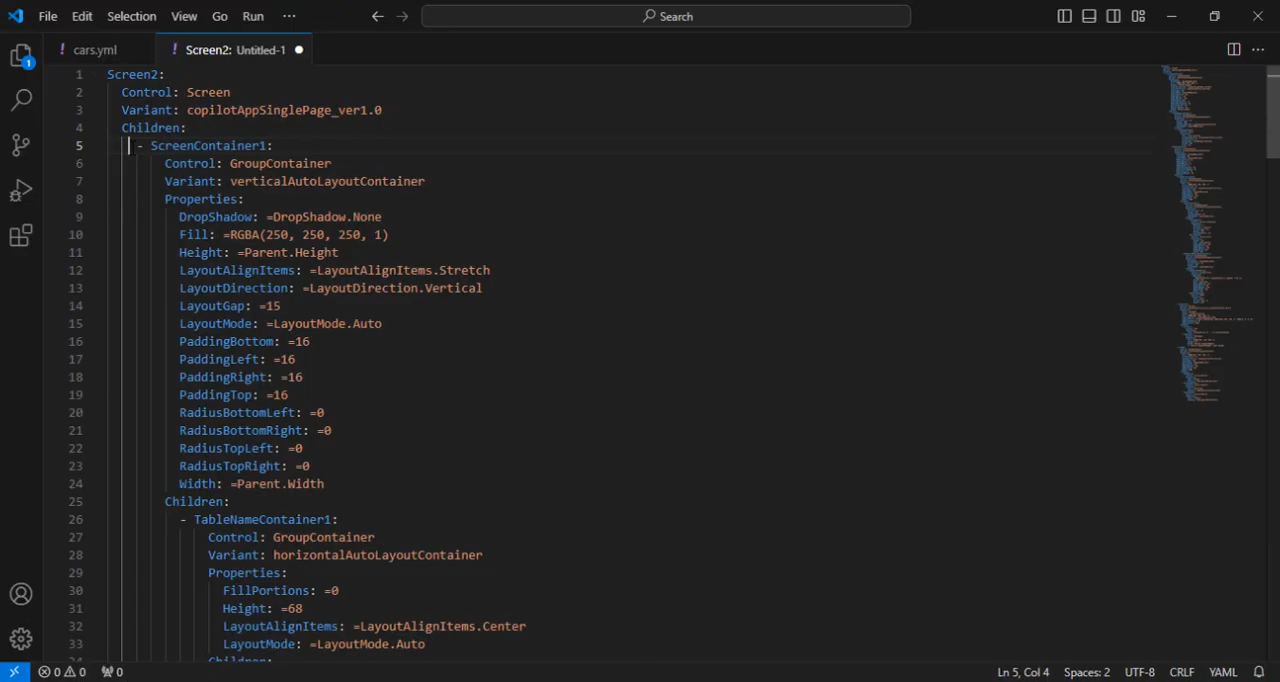 File Edit Selection View Go Run ··· Search
! cars.yml ! Screen2: Untitled-1
1 Screen2:
2 Control: Screen
3 Variant: copilotAppSinglePage_ver1.0
4 Children:
5 - ScreenContainer1:
6 Control: GroupContainer
7 Variant: verticalAutoLayoutContainer
8 Properties:
9 DropShadow: =DropShadow.None
10 Fill: =RGBA(250, 250, 250, 1)
11 Height: =Parent.Height
12 LayoutAlignItems: =LayoutAlignItems.Stretch
13 LayoutDirection: =LayoutDirection.Vertical
14 LayoutGap: =15
15 LayoutMode: =LayoutMode.Auto
16 PaddingBottom: =16
17 PaddingLeft: =16
18 PaddingRight: =16
19 PaddingTop: =16
20 RadiusBottomLeft: =0
21 RadiusBottomRight: =0
22 RadiusTopLeft: =0
23 RadiusTopRight: =0
24 Width: =Parent.Width
25 Children:
26 - TableNameContainer1:
27 Control: GroupContainer
28 Variant: horizontalAutoLayoutContainer
29 Properties:
30 FillPortions: =0
31 Height: =68
32 LayoutAlignItems: =LayoutAlignItems.Center
33 LayoutMode: =LayoutMode.Auto
34 Children:
1
0 0 0 Ln 5, Col 4 Spaces: 2 UTF-8 CRLF YAML